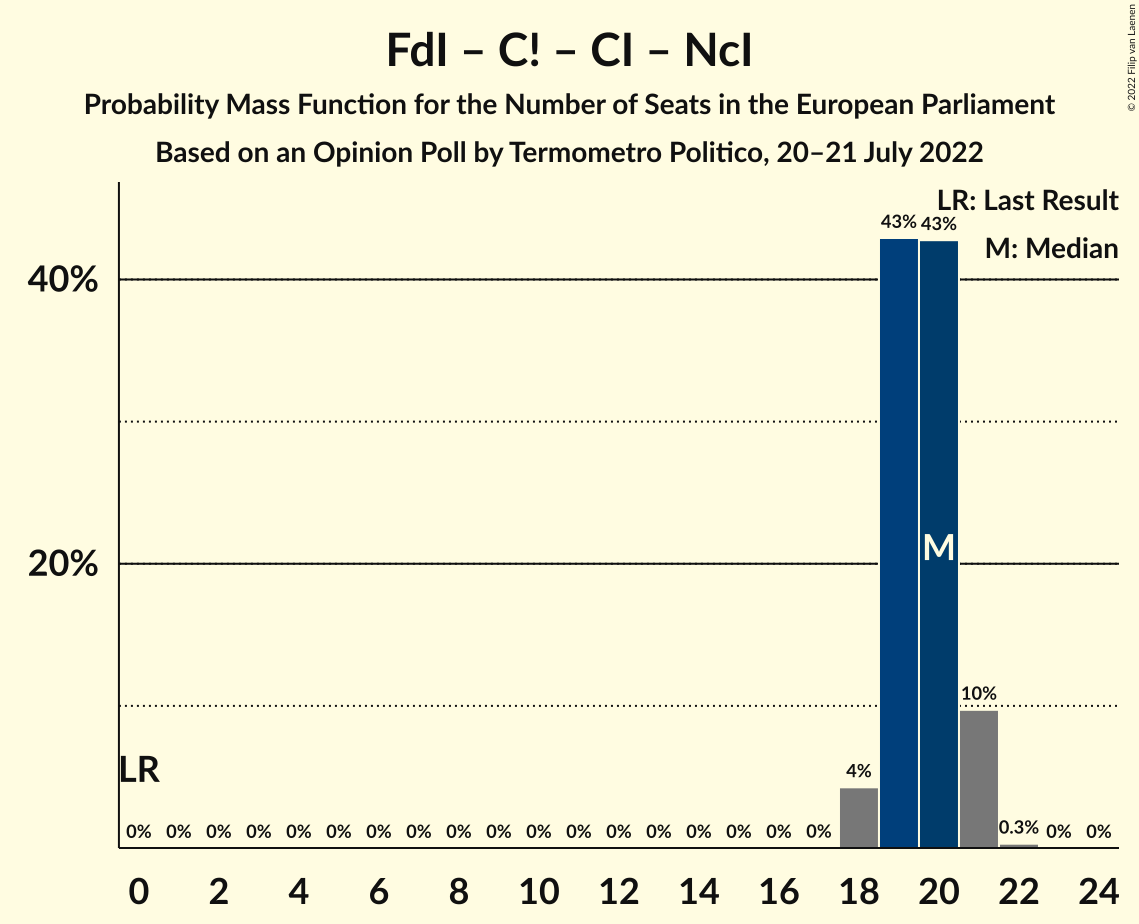 FdI – C! – CI – NcI
Probability Mass Function for the Number of Seats in the European Parliament
Based on an Opinion Poll by Termometro Politico, 20–21 July 2022
© 2022 Filip van Laenen
LR: Last Result
43% 43%
M: Median
40%
20%
M
10%
LR
4%
0% 0% 0% 0% 0% 0% 0% 0% 0% 0% 0% 0% 0% 0% 0% 0% 0% 0% 0.3% 0% 0%
0 2 4 6 8 10 12 14 16 18 20 22 24